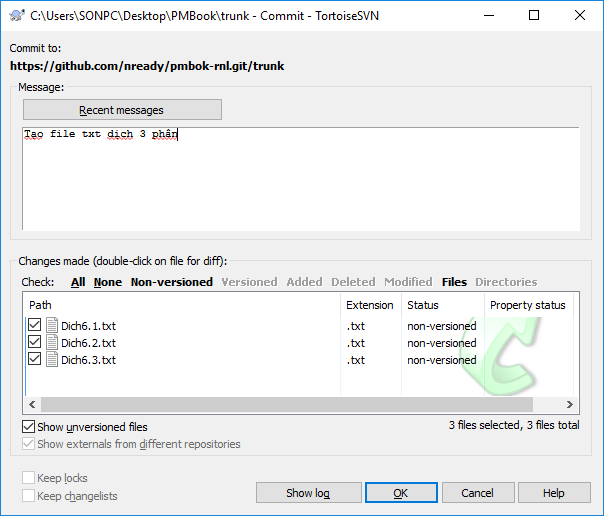 C:\Users\SONPC\Desktop\PMBook\trunk - Commit - TortoiseSVN
Commit to:
https://github.com/nready/pmbok-rnl.git/trunk
Message:
Recent messages
Tạo file txt dịch 3 phần
Changes made (double-click on file for diff):
Check: All None Non-versioned Versioned Added Deleted Modified Files Directories
Path Extension Status Property status
Dich6.1.txt .txt non-versioned
Dich6.2.txt .txt non-versioned
Dich6.3.txt .txt non-versioned
Show unversioned files 3 files selected, 3 files total
Show externals from different repositories
Keep locks
Keep changelists
Show log OK Cancel Help